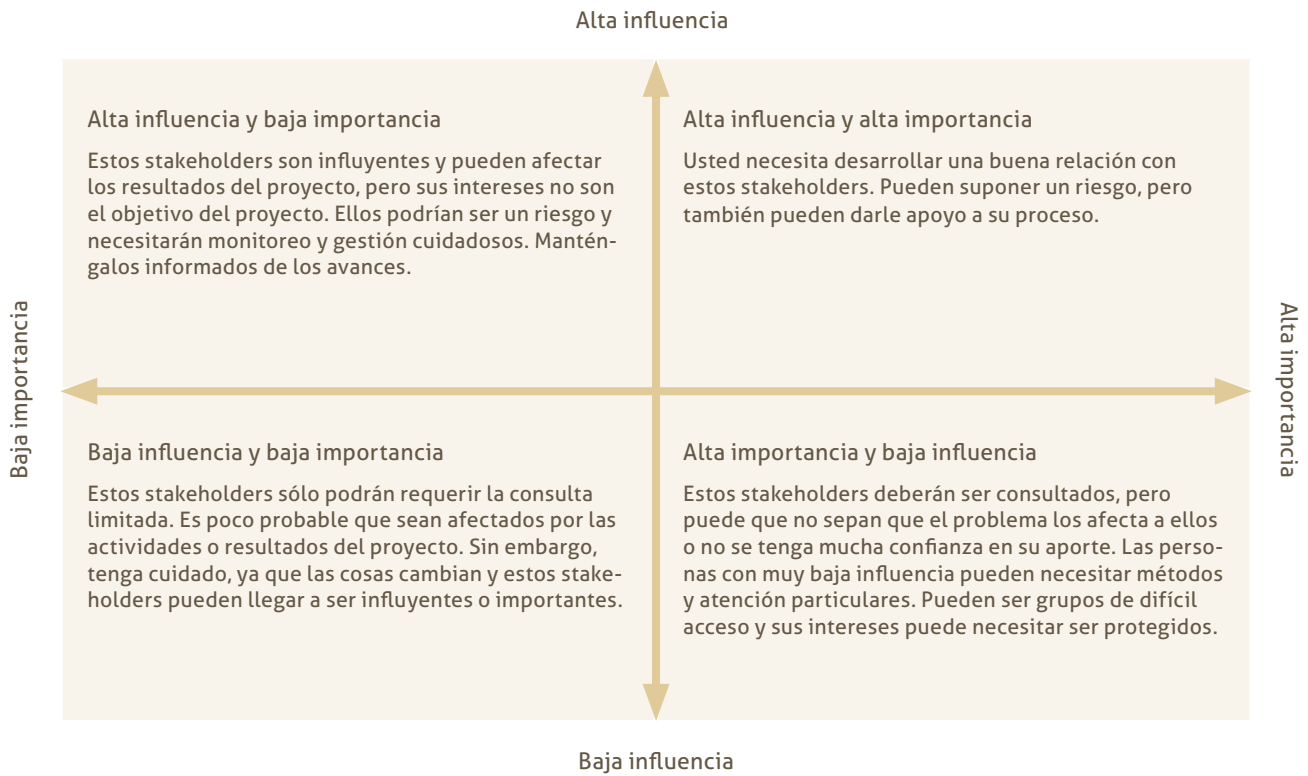 Alta influencia
Alta influencia y baja importancia
Estos stakeholders son influyentes y pueden afectar
los resultados del proyecto, pero sus intereses no son
el objetivo del proyecto. Ellos podrían ser un riesgo y
necesitarán monitoreo y gestión cuidadosos. Mantén-
galos informados de los avances.
Alta influencia y alta importancia
Usted necesita desarrollar una buena relación con
estos stakeholders. Pueden suponer un riesgo, pero
también pueden darle apoyo a su proceso.
Baja importancia
Alta importancia
Baja influencia y baja importancia
Estos stakeholders sólo podrán requerir la consulta
limitada. Es poco probable que sean afectados por las
actividades o resultados del proyecto. Sin embargo,
tenga cuidado, ya que las cosas cambian y estos stake-
holders pueden llegar a ser influyentes o importantes.
Alta importancia y baja influencia
Estos stakeholders deberán ser consultados, pero
puede que no sepan que el problema los afecta a ellos
o no se tenga mucha confianza en su aporte. Las perso-
nas con muy baja influencia pueden necesitar métodos
y atención particulares. Pueden ser grupos de difícil
acceso y sus intereses puede necesitar ser protegidos.
Baja influencia